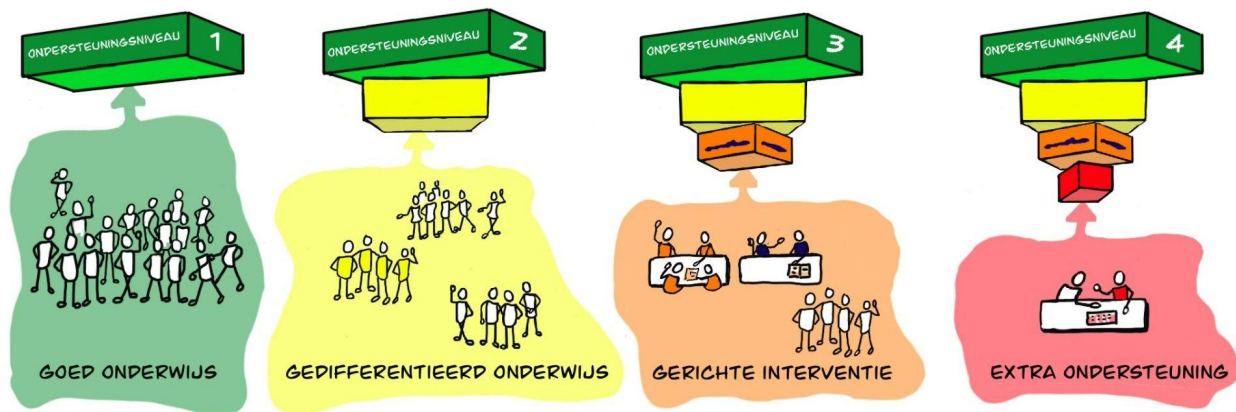 ONDERSTEUNINGSNIVEAU 1
ONDERSTEUNINGSNIVEAU 2
ONDERSTEUNINGSNIVEAU 3
ONDERSTEUNINGSNIVEAU 4
GOED ONDERWIJS
GEDIFFERENTIEERD ONDERWIJS
GERICHTE INTERVENTIE
EXTRA ONDERSTEUNING